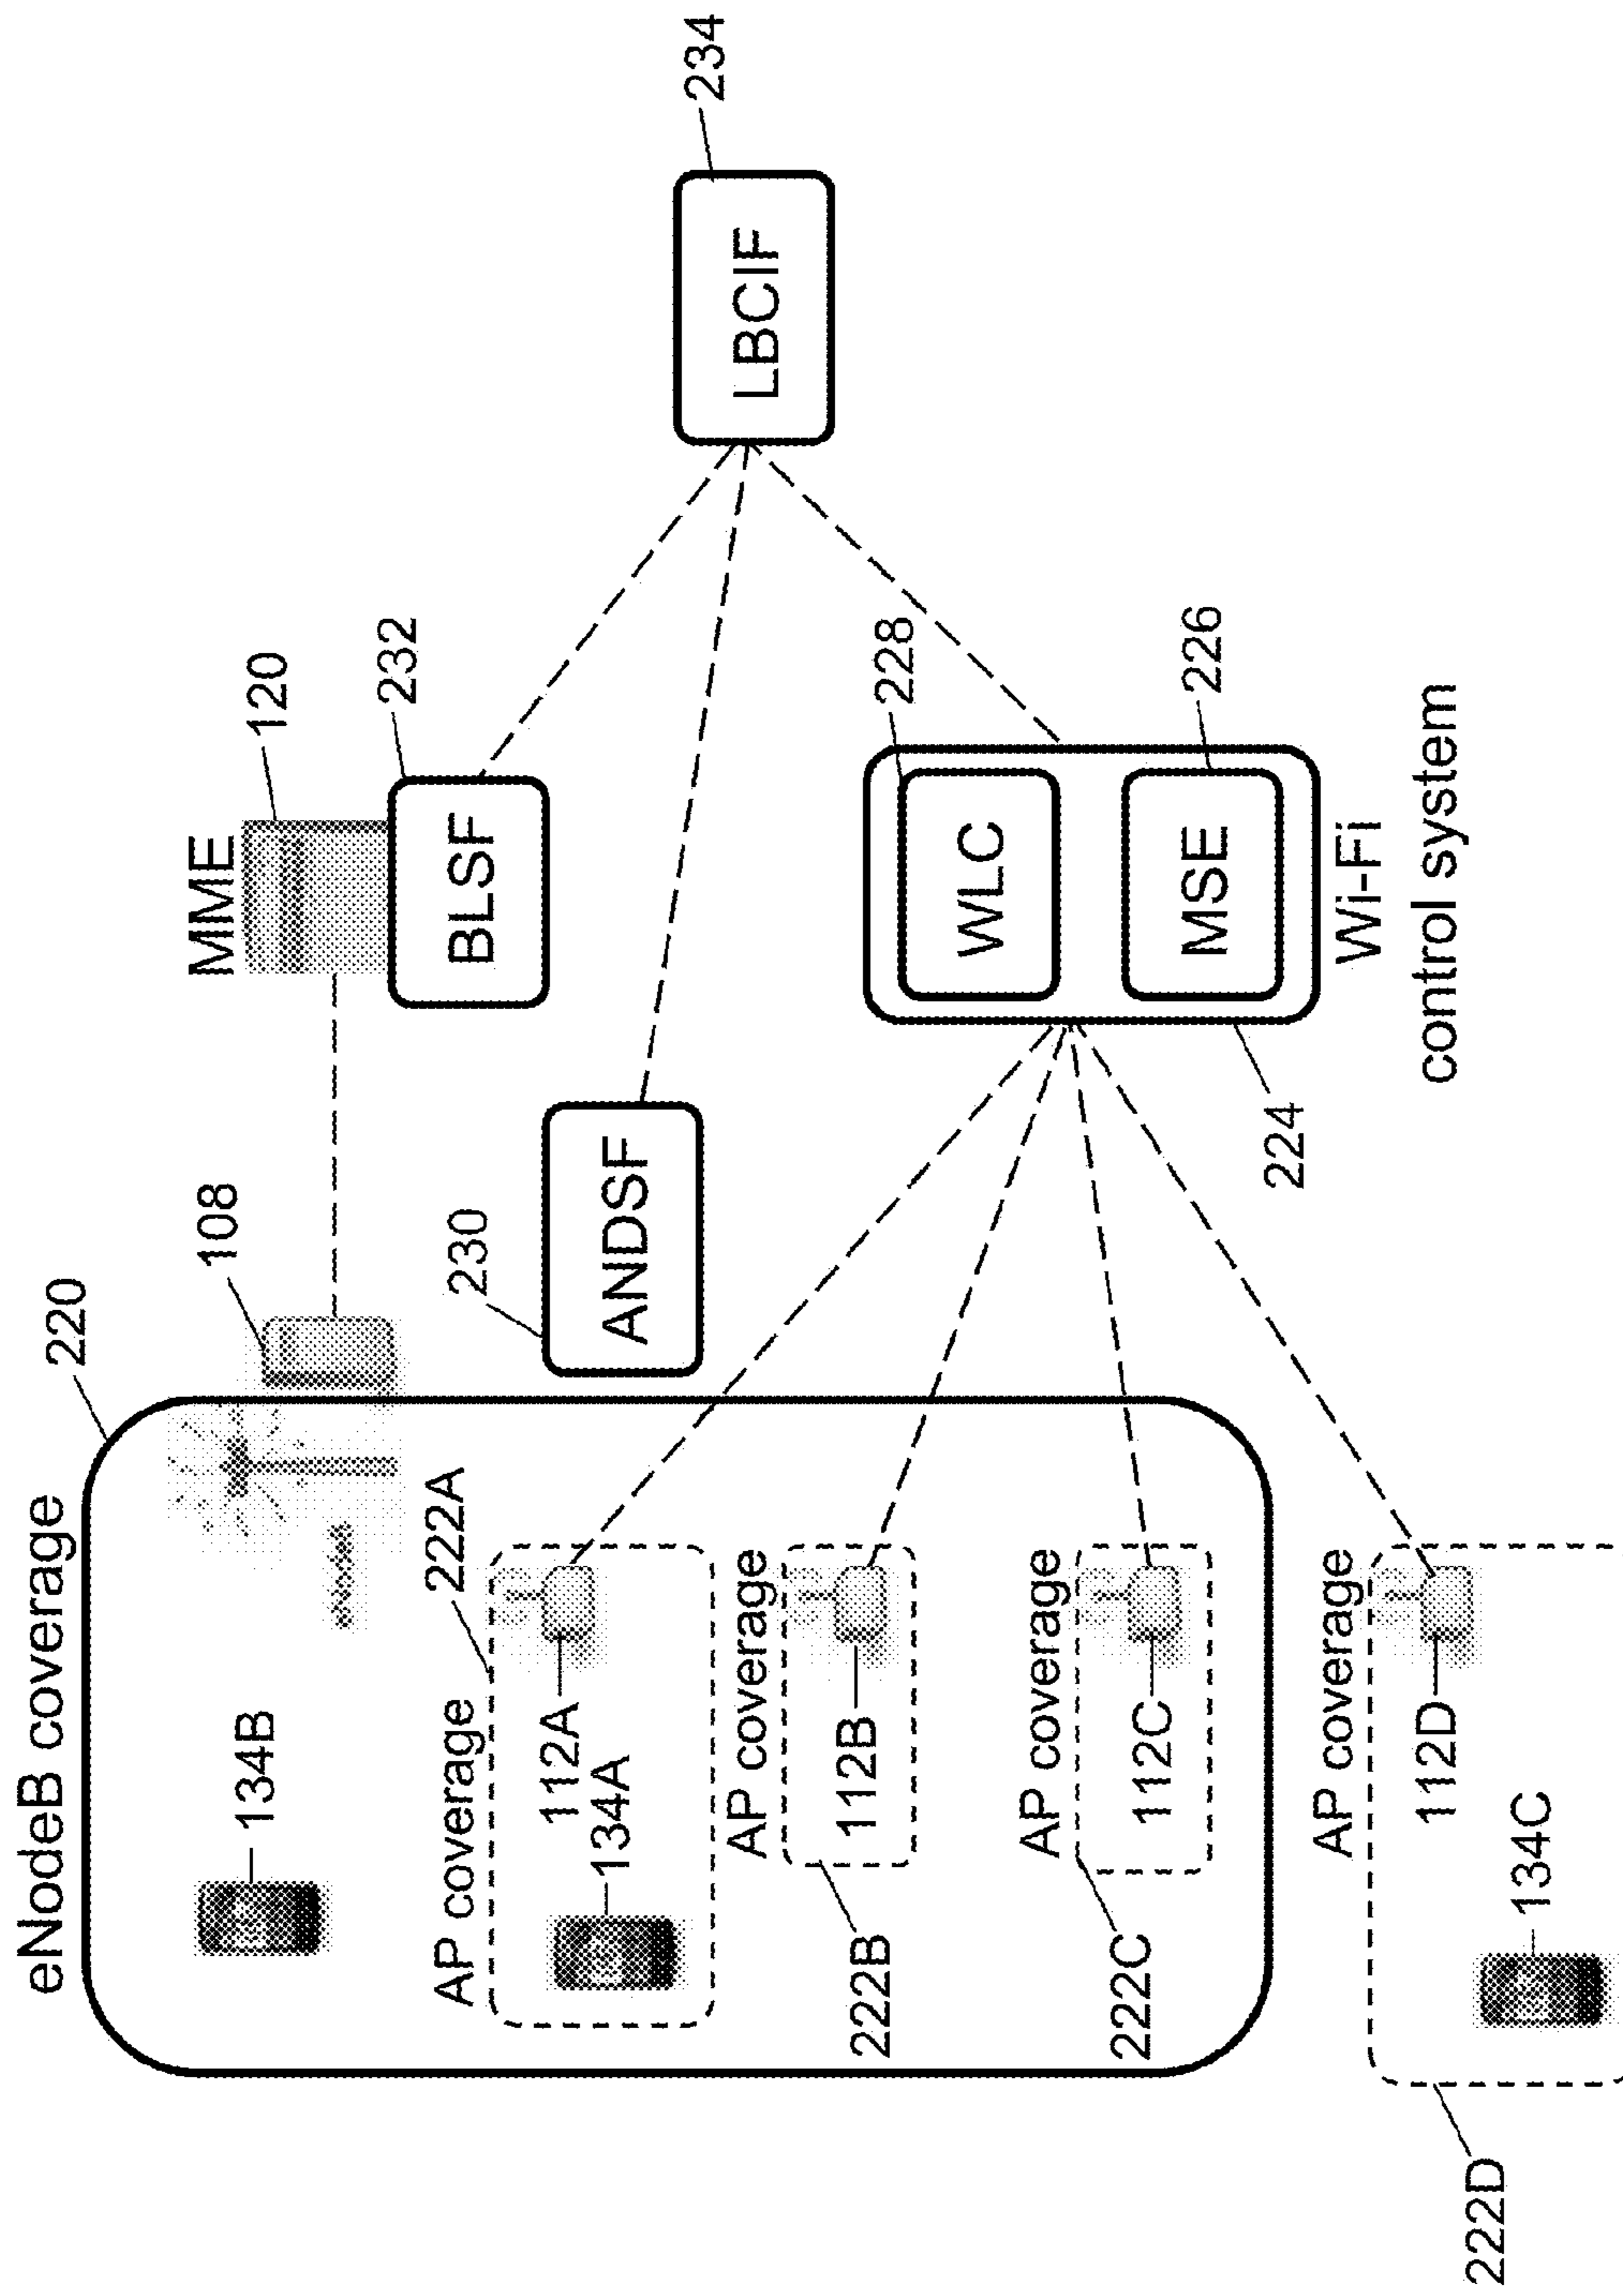 eNodeB coverage
220
108
MME
120
232
BLSF
234
LBCIF
134B
eNodeB
230
ANDSF
AP coverage
222A
112A
134A
AP coverage
112B
222B
AP coverage
112C
222C
228
WLC
226
MSE
224
Wi-Fi
control system
AP coverage
112D
134C
222D